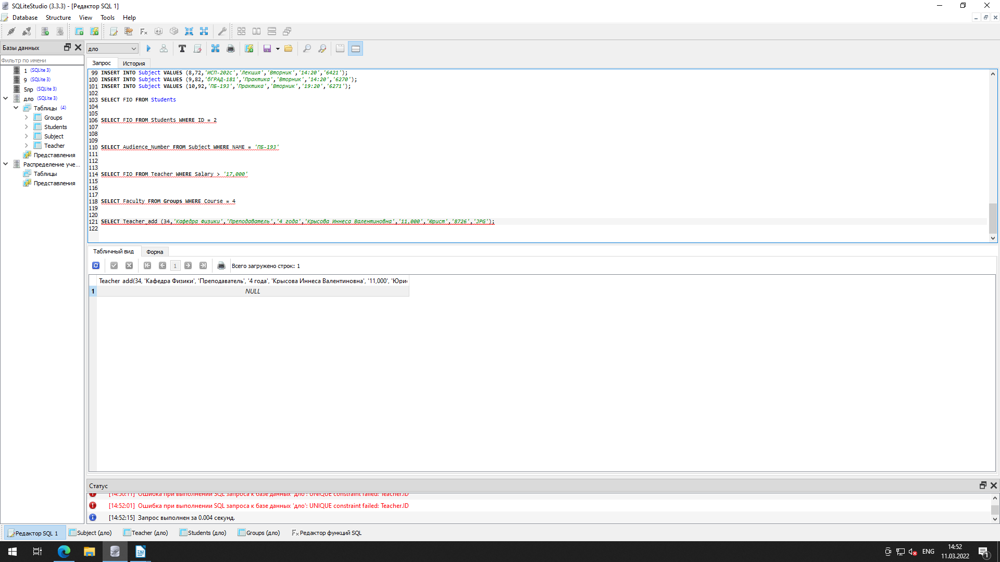 SQLiteStudio (3.3.3) - [Редактор SQL 1]
Database Structure View Tools Help
Базы данных
дло
Фильтр по имени
Запрос История
1 (SQLite 3)
9 (SQLite 3)
5лр (SQLite 3)
дло (SQLite 3)
Таблицы (4)
Groups
Students
Subject
Teacher
Представления
Распределение уче...
Таблицы
Представления
99 INSERT INTO Subject VALUES (8,72,'ИСП-202с','Лекция','Вторник','14:20','6421');
100 INSERT INTO Subject VALUES (9,82,'бГРАД-181','Практика','Вторник','14:20','6270');
101 INSERT INTO Subject VALUES (10,92,'ПБ-193','Практика','Вторник','19:20','6271');
102
103 SELECT FIO FROM Students
104
105
106 SELECT FIO FROM Students WHERE ID = 2
107
108
109
110 SELECT Audience_Number FROM Subject WHERE NAME = 'ПБ-193'
111
112
113
114 SELECT FIO FROM Teacher WHERE Salary > '17,000'
115
116
117
118 SELECT Faculty FROM Groups WHERE Course = 4
119
120
121 SELECT Teacher_add (34,'Кафедра Физики','Преподаватель','4 года','Крысова Иннеса Валентиновна','11,000','Юрист','8726','JPG');
122
Табличный вид Форма
1 Всего загружено строк: 1
Teacher_add(34, 'Кафедра Физики', 'Преподаватель', '4 года', 'Крысова Иннеса Валентиновна', '11,000', 'Юри
1 NULL
Статус
[14:50:11] Ошибка при выполнении SQL запроса к базе данных 'дло': UNIQUE constraint failed: Teacher.ID
[14:52:01] Ошибка при выполнении SQL запроса к базе данных 'дло': UNIQUE constraint failed: Teacher.ID
[14:52:15] Запрос выполнен за 0.004 секунд.
Редактор SQL 1 Subject (дло) Teacher (дло) Students (дло) Groups (дло) Fx Редактор функций SQL
ENG 14:52
11.03.2022 1